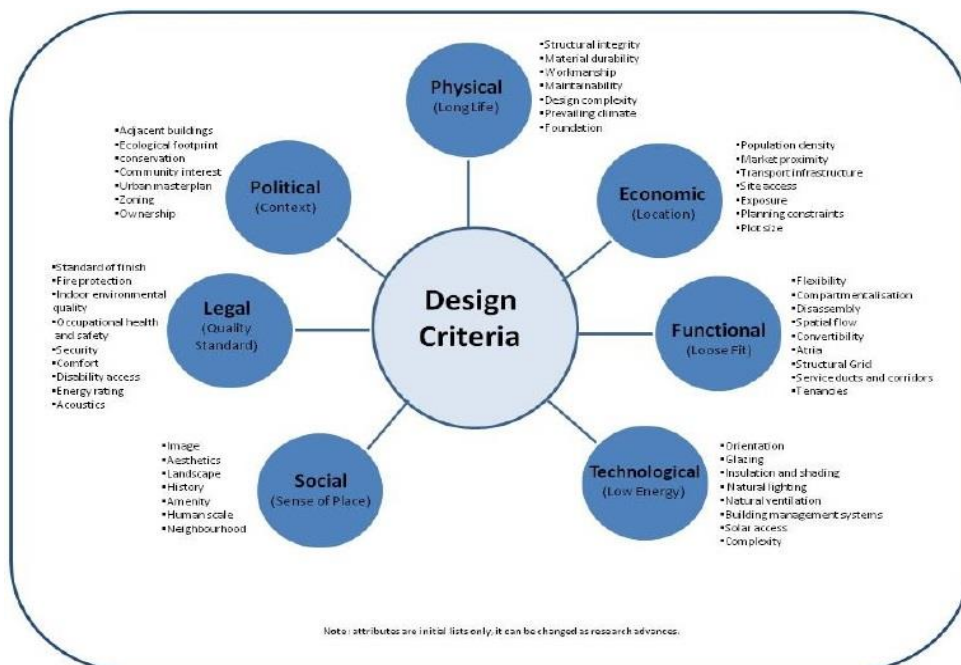 Physical
(Long Life)
▪Structural integrity
▪Material durability
▪Workmanship
▪Maintainability
▪Design complexity
▪Prevailing climate
▪Foundation
▪Adjacent buildings
▪Ecological footprint
▪conservation
▪Community interest
▪Urban masterplan
▪Zoning
▪Ownership
Political
(Context)
Economic
(Location)
▪Population density
▪Market proximity
▪Transport infrastructure
▪Site access
▪Exposure
▪Planning constraints
▪Plot size
▪Standard of finish
▪Fire protection
▪Indoor environmental
quality
▪Occupational health
and safety
▪Security
▪Comfort
▪Disability access
▪Energy rating
▪Acoustics
Legal
(Quality
Standard)
Design
Criteria
Functional
(Loose Fit)
▪Flexibility
▪Compartmentalisation
▪Disassembly
▪Spatial flow
▪Convertibility
▪Atria
▪Structural Grid
▪Service ducts and corridors
▪Tenancies
▪Image
▪Aesthetics
▪Landscape
▪History
▪Amenity
▪Human scale
▪Neighbourhood
Social
(Sense of Place)
Technological
(Low Energy)
▪Orientation
▪Glazing
▪Insulation and shading
▪Natural lighting
▪Natural ventilation
▪Building management systems
▪Solar access
▪Complexity
Note: attributes are initial lists only, it can be changed as research advances.